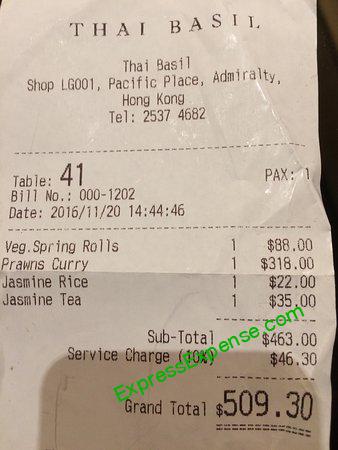 THAI BASIL
Thai Basil
Shop LG001, Pacific Place, Admiralty,
Hong Kong
Tel: 2537 4682
Table: 41 PAX: 1
Bill No.: 000-1202
Date: 2016/11/20 14:44:46
Veg.Spring Rolls 1 $88.00
Prawns Curry 1 $318.00
Jasmine Rice 1 $22.00
Jasmine Tea 1 $35.00
Sub-Total $463.00
Service Charge (10%) $46.30
Grand Total $509.30
ExpressExpense.com